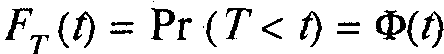 F_T(t) = Pr (T < t) = Φ(t)